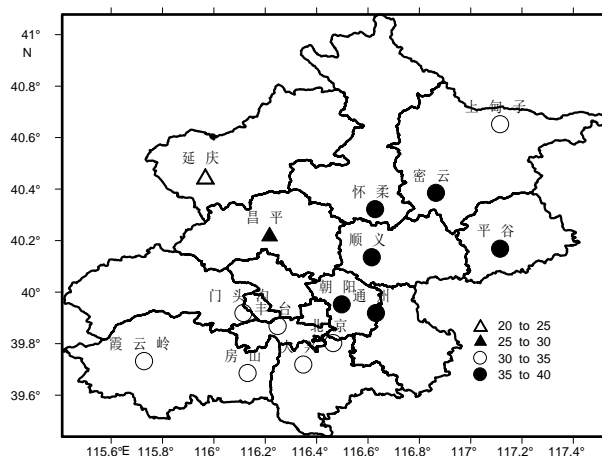 41°
N
40.8°
上 甸 子
40.6°
延 庆
密 云
怀 柔
40.4°
昌 平
平 谷
顺 义
40.2°
朝 阳
40°
门 头 沟
通 州
丰 台
北 京
39.8°
霞 云 岭
房 山
大 兴
39.6°
20 to 25
25 to 30
30 to 35
35 to 40
115.6°E 115.8° 116° 116.2° 116.4° 116.6° 116.8° 117° 117.2° 117.4°